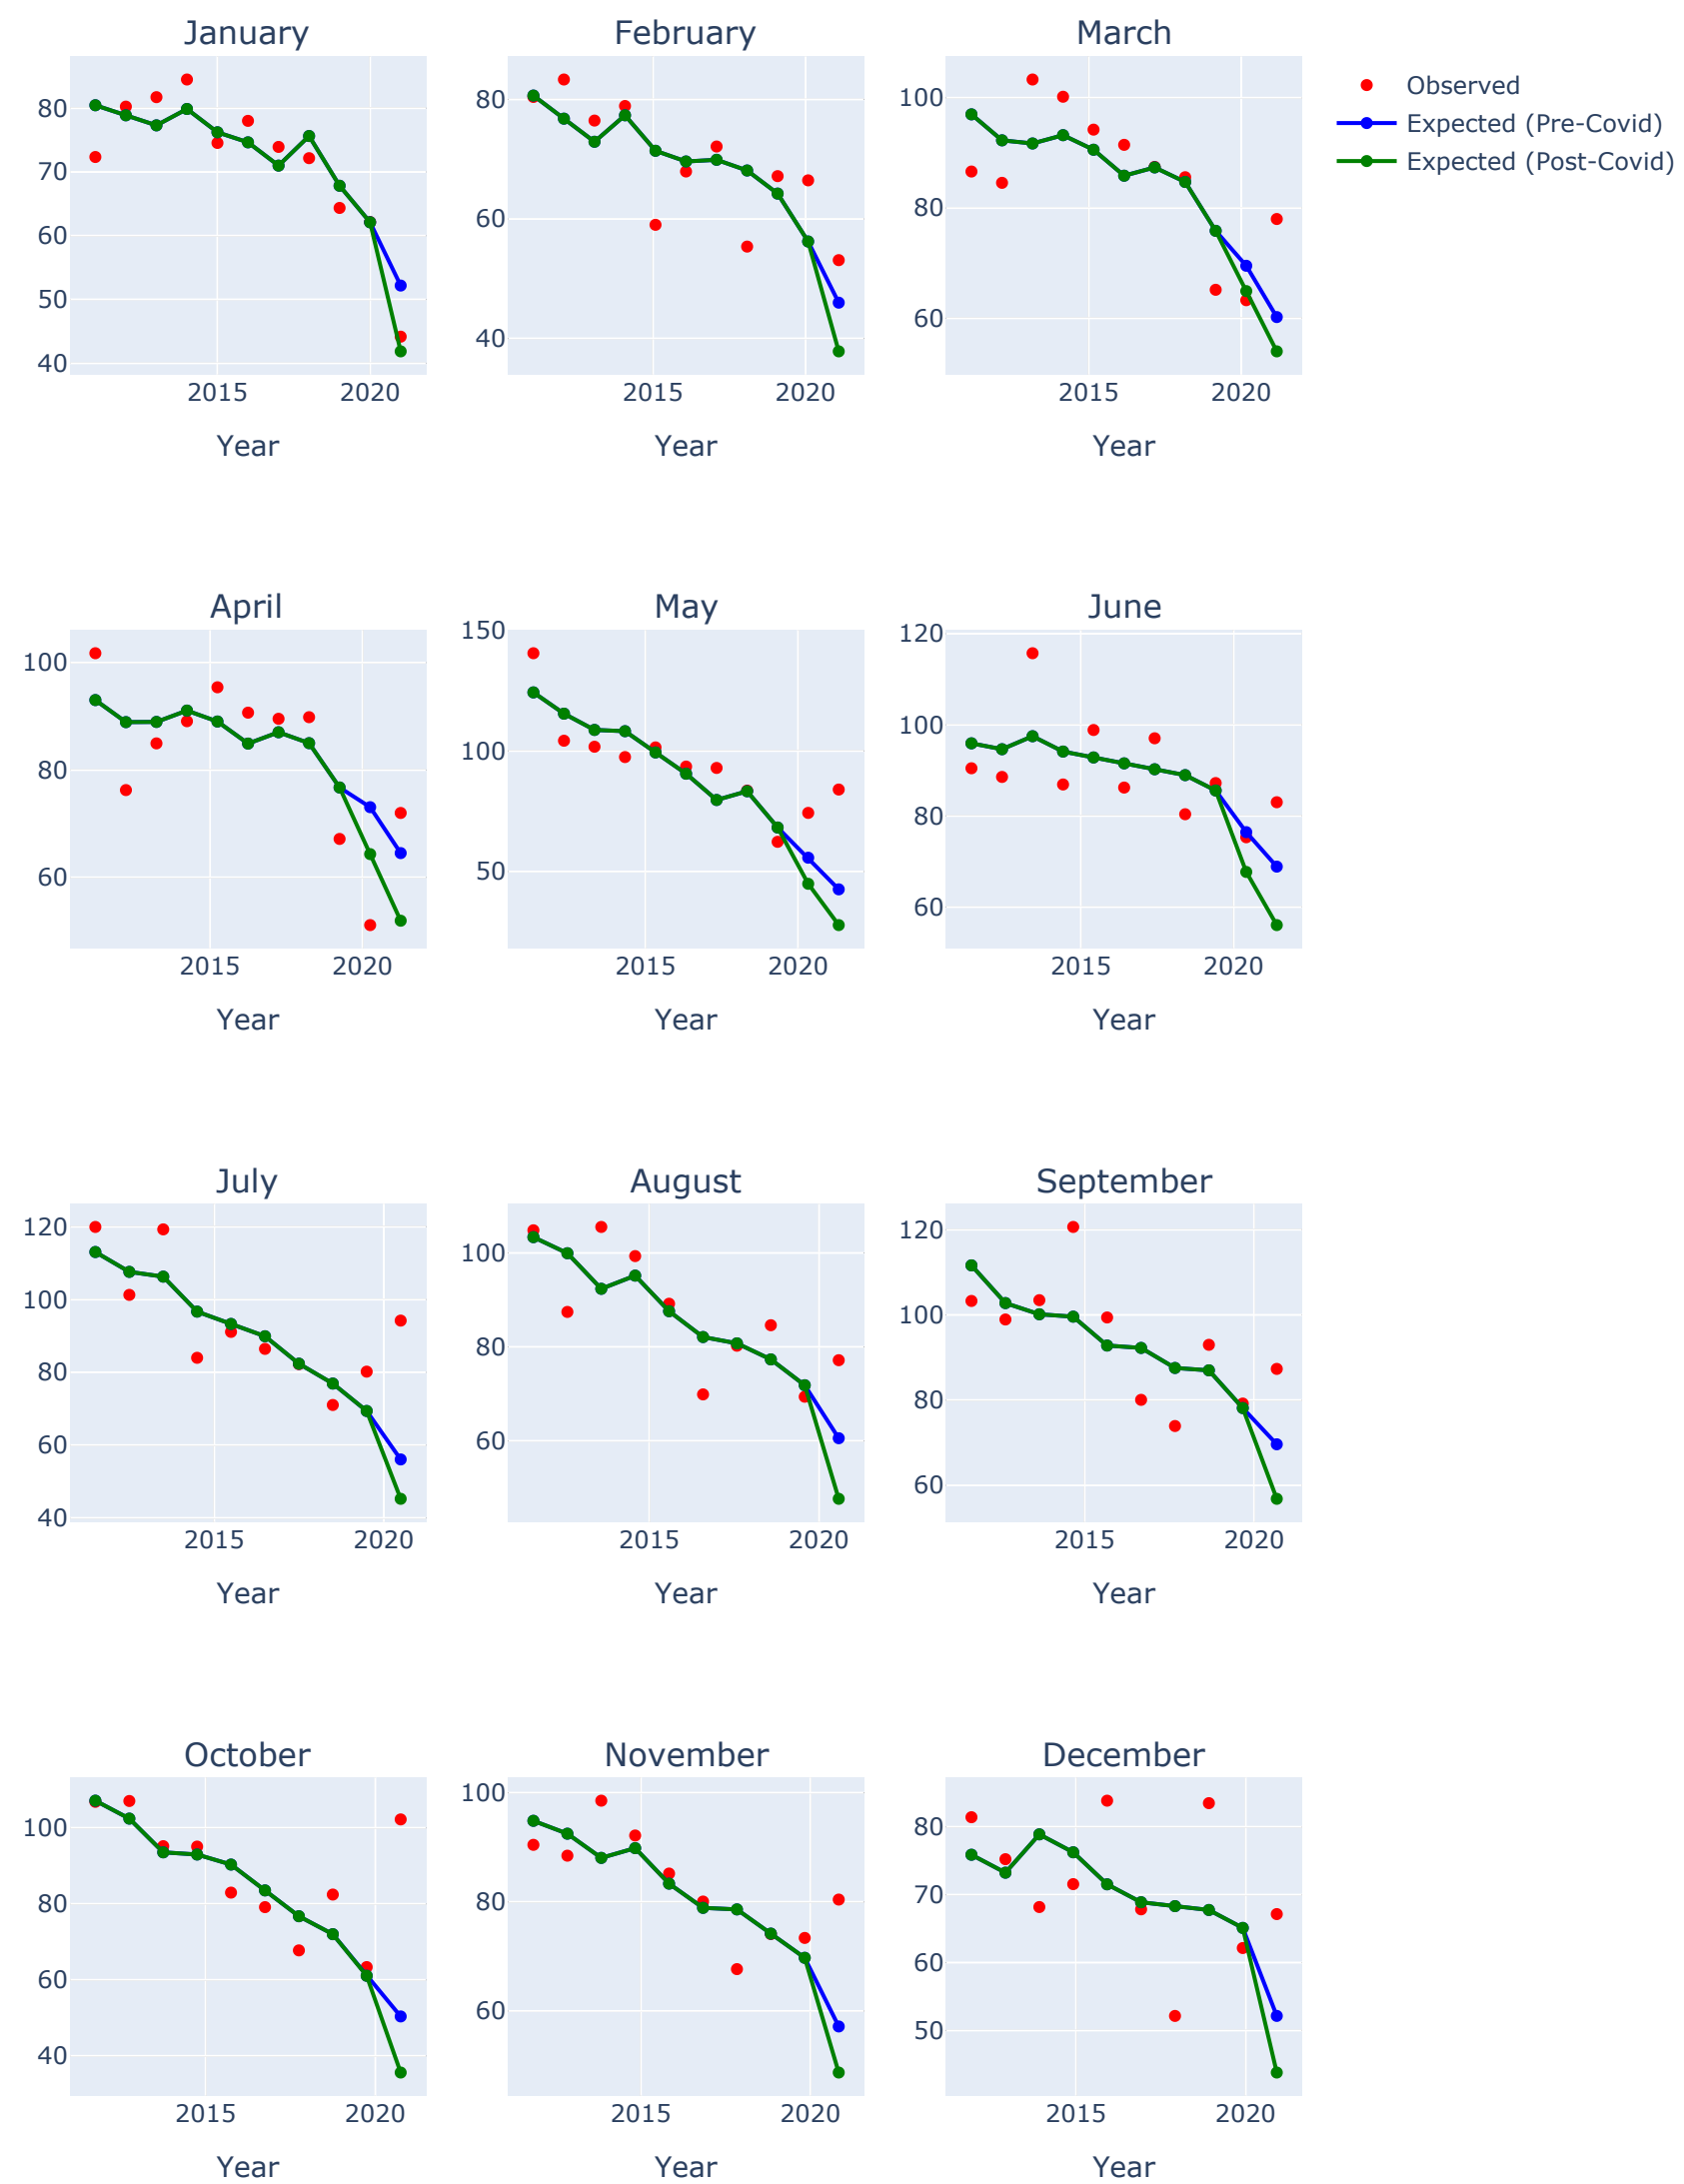 January
February
March
Observed
Expected (Pre-Covid)
Expected (Post-Covid)
80
70
60
50
40
2015
2020
Year
80
60
40
2015
2020
Year
100
80
60
2015
2020
Year
April
May
June
100
80
60
2015
2020
Year
150
100
50
2015
2020
Year
120
100
80
60
2015
2020
Year
July
August
September
120
100
80
60
40
2015
2020
Year
100
80
60
2015
2020
Year
120
100
80
60
2015
2020
Year
October
November
December
100
80
60
40
2015
2020
Year
100
80
60
2015
2020
Year
80
70
60
50
2015
2020
Year